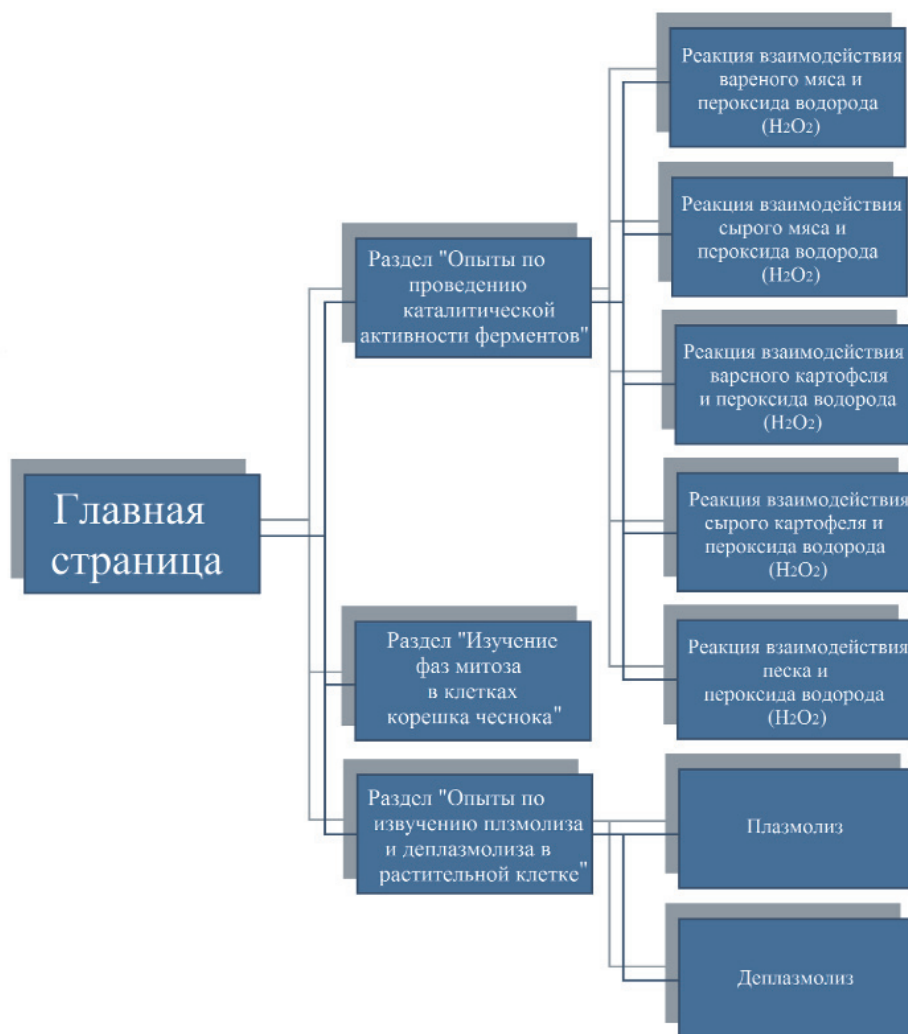 Главная
страница
Раздел "Опыты по
проведению
каталитической
активности ферментов"
Реакция взаимодействия
вареного мяса и
пероксида водорода
(H₂O₂)
Реакция взаимодействия
сырого мяса и
пероксида водорода
(H₂O₂)
Реакция взаимодействия
вареного картофеля
и пероксида водорода
(H₂O₂)
Реакция взаимодействия
сырого картофеля и
пероксида водорода
(H₂O₂)
Реакция взаимодействия
песка и
пероксида водорода
(H₂O₂)
Раздел "Изучение
фаз митоза
в клетках
корешка чеснока"
Раздел "Опыты по
извучению плзмолиза
и деплазмолиза в
растительной клетке"
Плазмолиз
Деплазмолиз